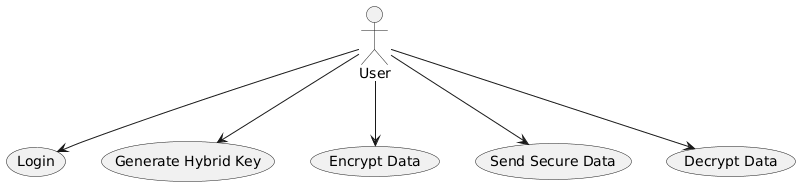 User
Login
Generate Hybrid Key
Encrypt Data
Send Secure Data
Decrypt Data